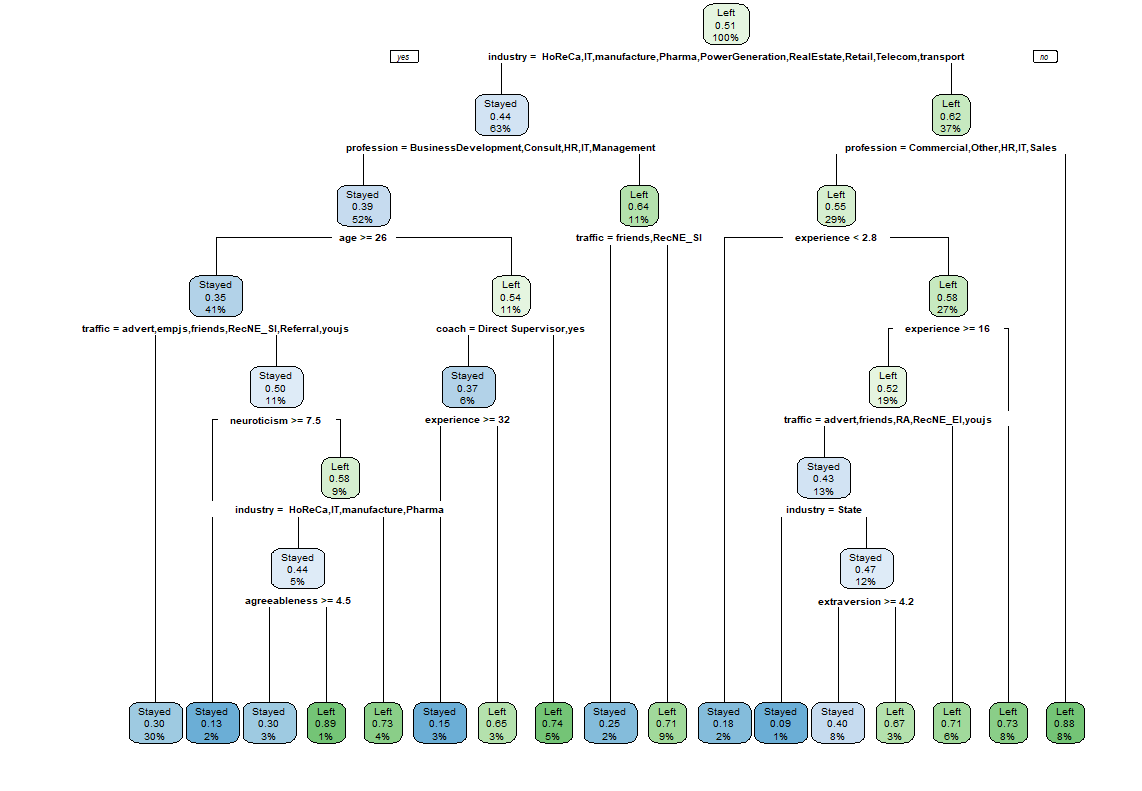 Left
0.51
100%
yes
industry = HoReCa,IT,manufacture,Pharma,PowerGeneration,RealEstate,Retail,Telecom,transport
no
Stayed
0.44
63%
Left
0.62
37%
profession = BusinessDevelopment,Consult,HR,IT,Management
profession = Commercial,Other,HR,IT,Sales
Stayed
0.39
52%
Left
0.64
11%
Left
0.55
29%
age >= 26
traffic = friends,RecNE_SI
experience < 2.8
Stayed
0.35
41%
Left
0.54
11%
Left
0.58
27%
traffic = advert,empjs,friends,RecNE_SI,Referral,youjs
coach = Direct Supervisor,yes
experience >= 16
Stayed
0.50
11%
Stayed
0.37
6%
Left
0.52
19%
neuroticism >= 7.5
experience >= 32
traffic = advert,friends,RA,RecNE_EI,youjs
Left
0.58
9%
Stayed
0.43
13%
industry = HoReCa,IT,manufacture,Pharma
industry = State
Stayed
0.44
5%
Stayed
0.47
12%
agreeableness >= 4.5
extraversion >= 4.2
Stayed
0.30
30%
Stayed
0.13
2%
Stayed
0.30
3%
Left
0.89
1%
Left
0.73
4%
Stayed
0.15
3%
Left
0.65
3%
Left
0.74
5%
Stayed
0.25
2%
Left
0.71
9%
Stayed
0.18
2%
Stayed
0.09
1%
Stayed
0.40
8%
Left
0.67
3%
Left
0.71
6%
Left
0.73
8%
Left
0.88
8%